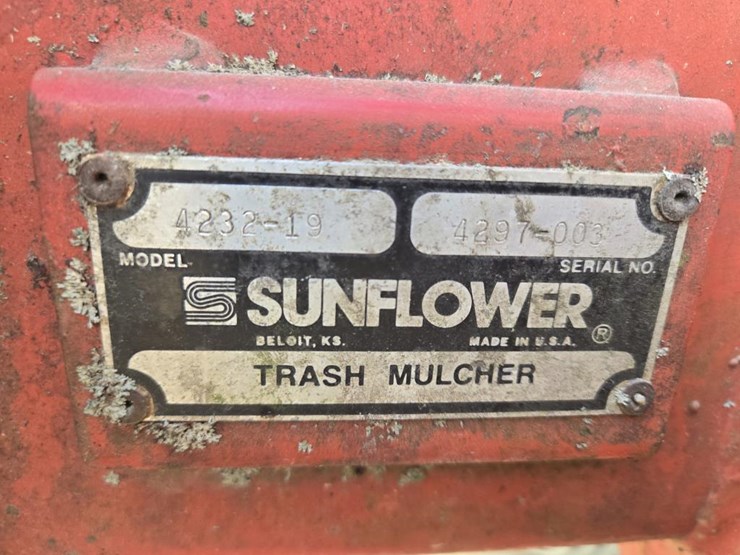 4232-19 4297-003
MODEL SERIAL NO.
SUNFLOWER ®
BELOIT, KS. MADE IN U.S.A.
TRASH MULCHER